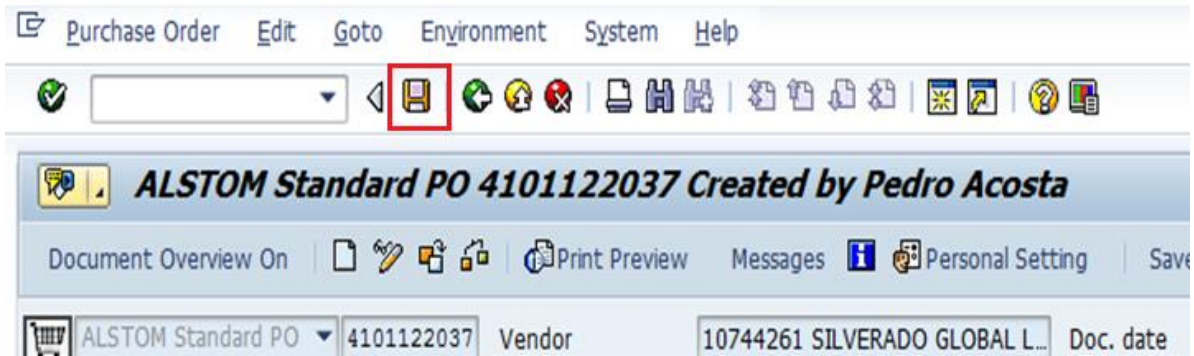 Purchase Order Edit Goto Environment System Help
ALSTOM Standard PO 4101122037 Created by Pedro Acosta
Document Overview On Print Preview Messages Personal Setting Save
ALSTOM Standard PO 4101122037 Vendor 10744261 SILVERADO GLOBAL L... Doc. date